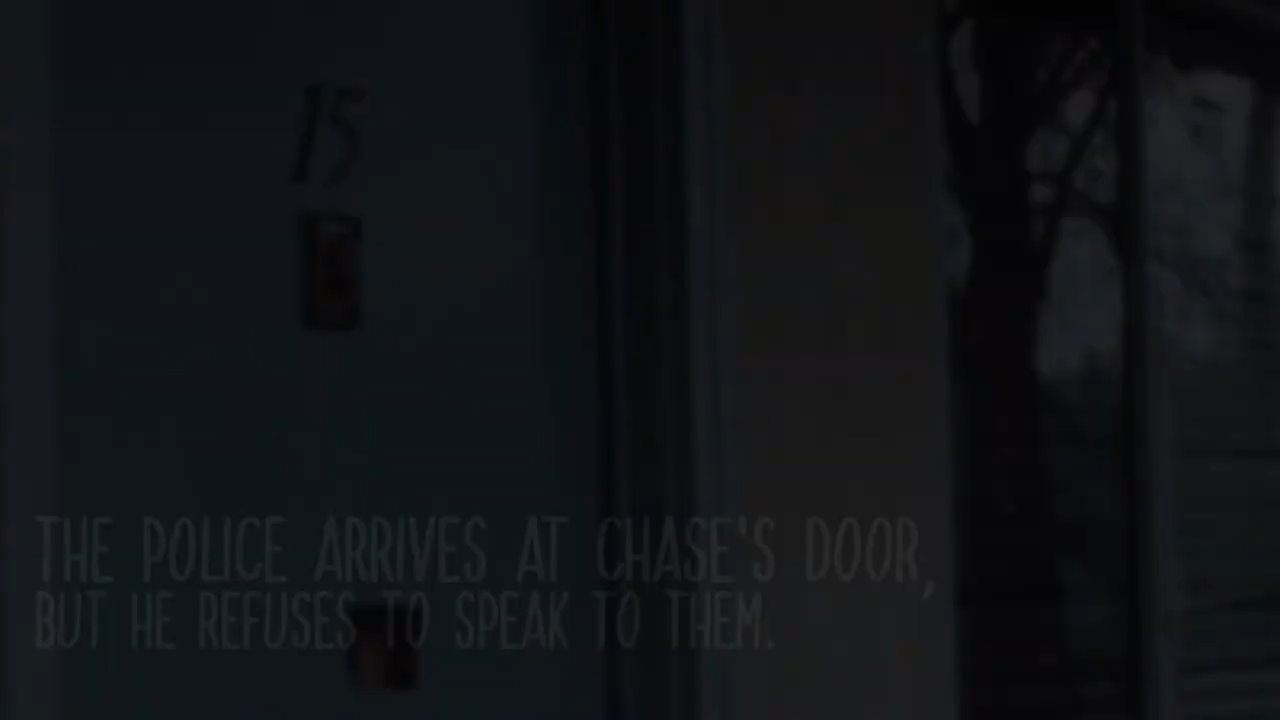 15
THE POLICE ARRIVES AT CHASE'S DOOR,
BUT HE REFUSES TO SPEAK TO THEM.